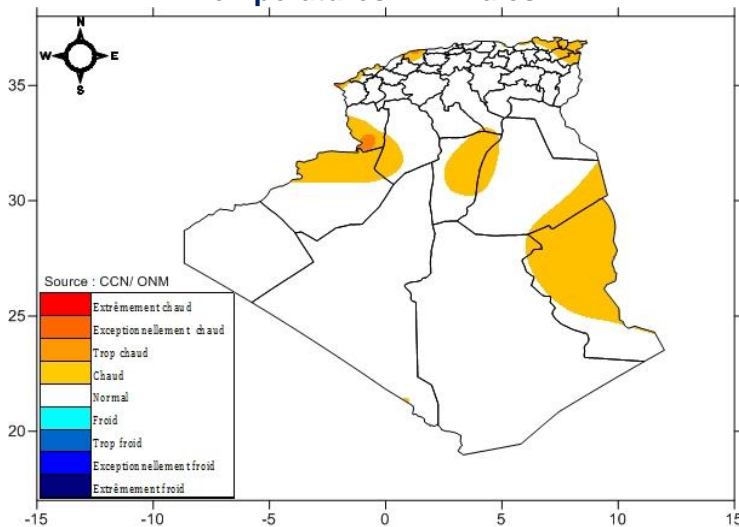 N
W E
S
35
30
25
20
Source : CCN/ ONM
Extrêmement chaud
Exceptionnellement chaud
Trop chaud
Chaud
Normal
Froid
Trop froid
Exceptionnellement froid
Extrêmement froid
-15 -10 -5 0 5 10 15